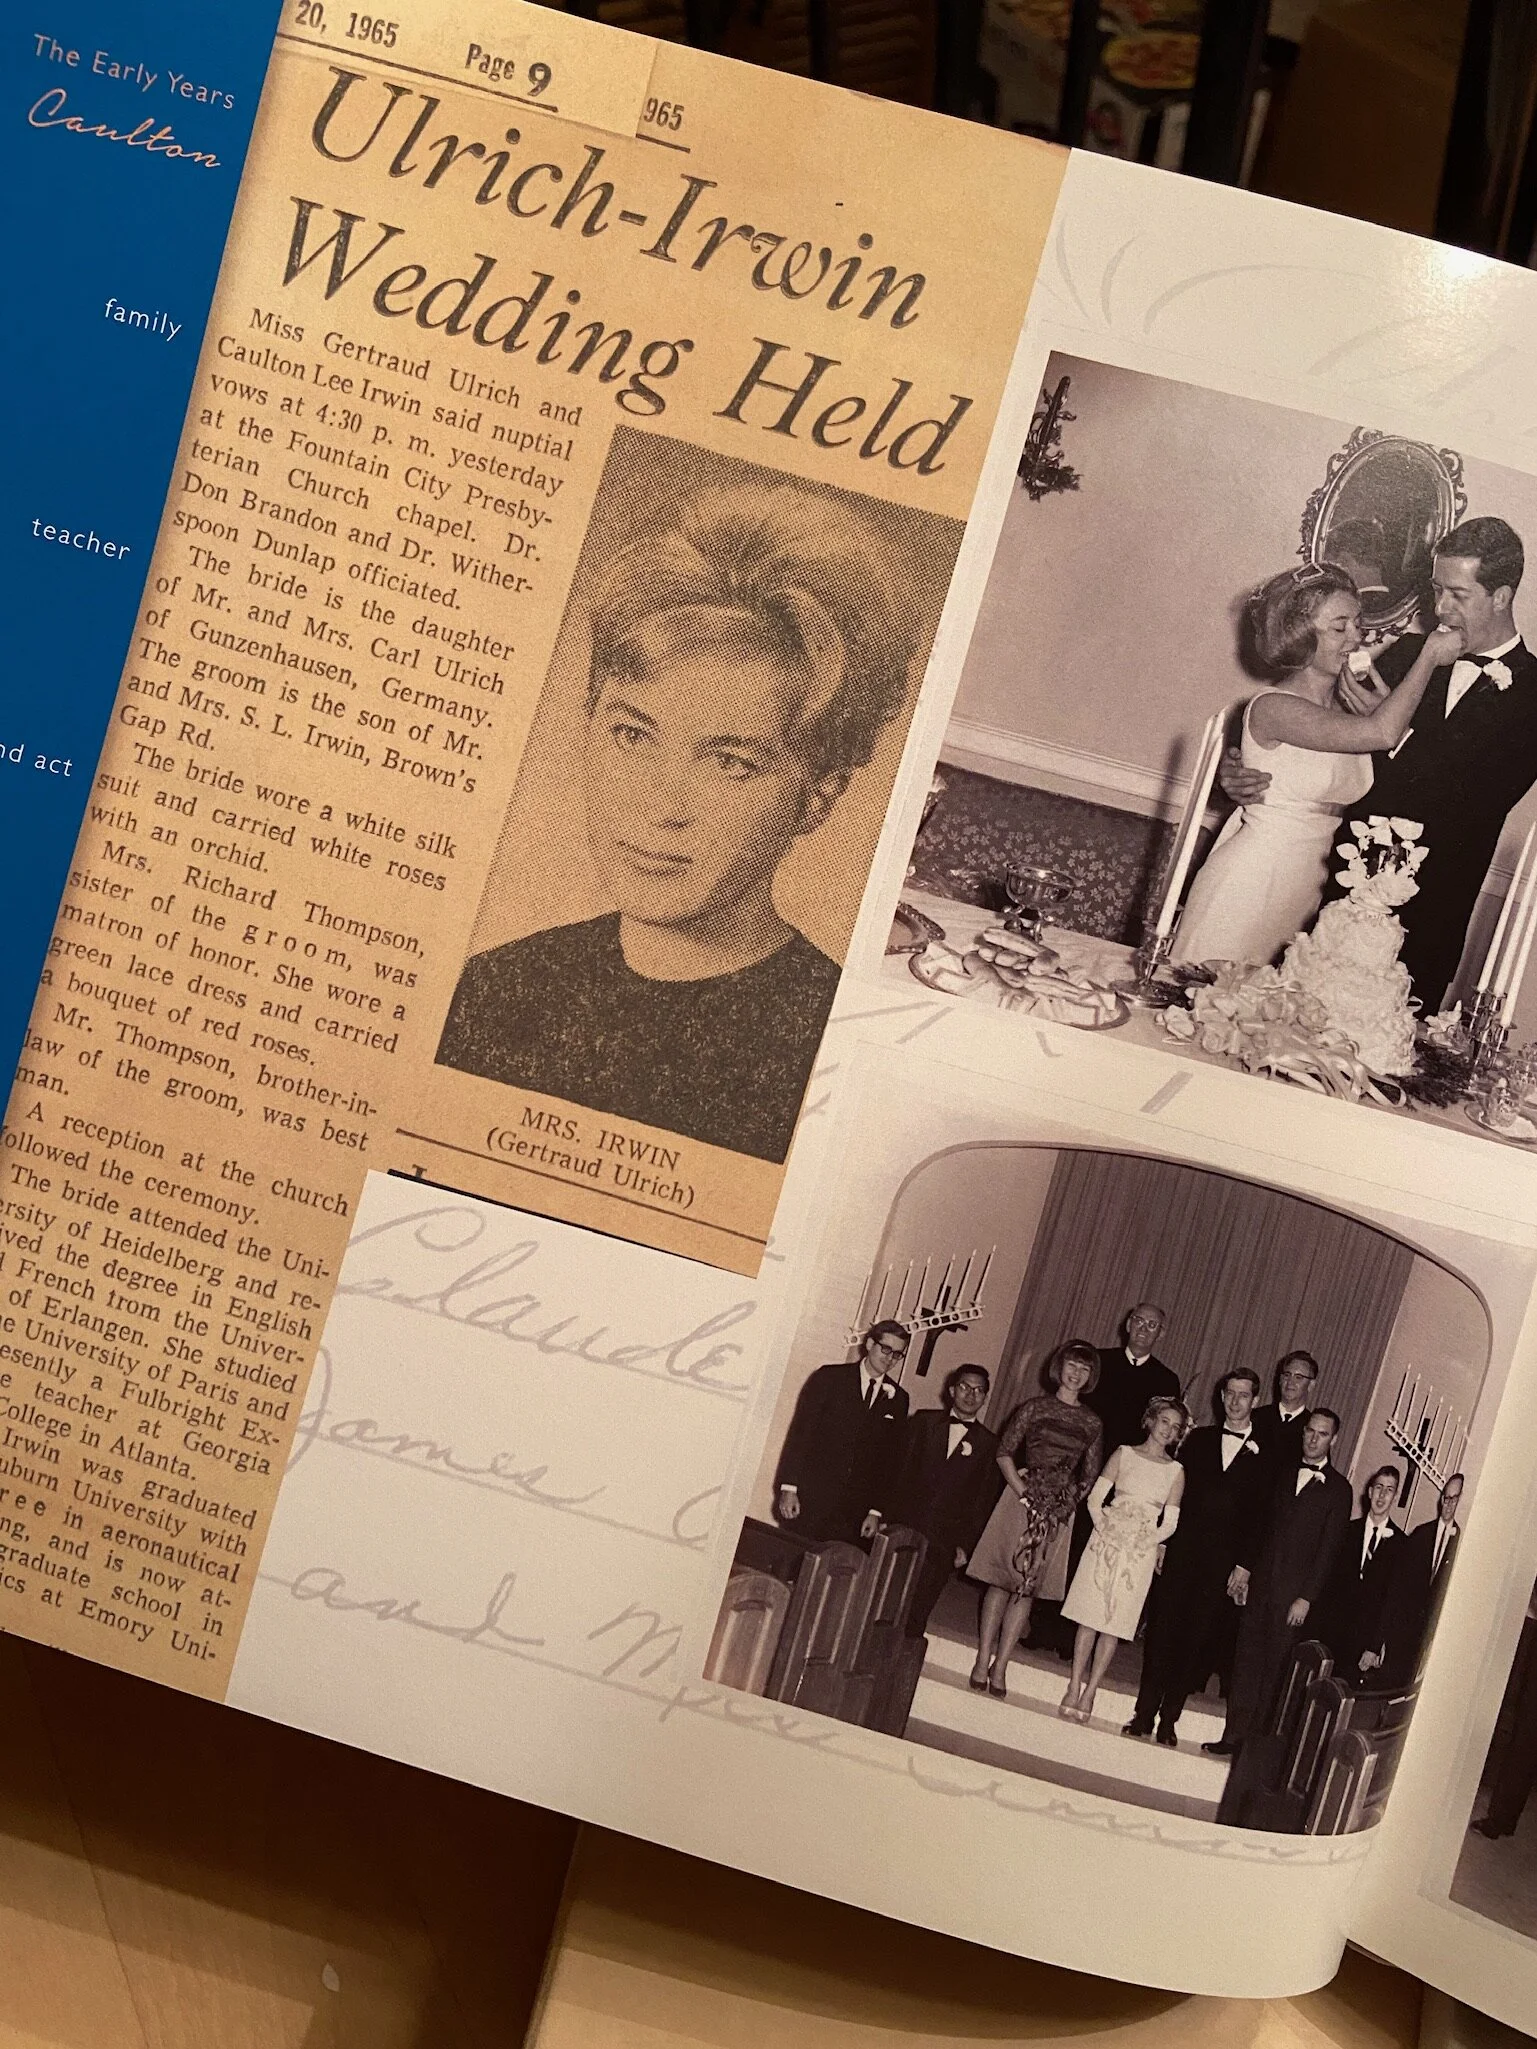 The Early Years
Caulton
family
teacher
nd act
20, 1965
Page 9
965
Ulrich-Irwin
Wedding Held
Miss Gertraud Ulrich and
Caulton Lee Irwin said nuptial
vows at 4:30 p. m. yesterday
at the Fountain City Presby-
terian Church chapel. Dr.
Don Brandon and Dr. Wither-
spoon Dunlap officiated.
The bride is the daughter
of Mr. and Mrs. Carl Ulrich
of Gunzenhausen, Germany.
The groom is the son of Mr.
and Mrs. S. L. Irwin, Brown's
Gap Rd.
The bride wore a white silk
suit and carried white roses
with an orchid.
Mrs. Richard Thompson,
sister of the groom, was
matron of honor. She wore a
green lace dress and carried
a bouquet of red roses.
Mr. Thompson, brother-in-
law of the groom, was best
man.
A reception at the church
followed the ceremony.
The bride attended the Uni-
ersity of Heidelberg and re-
ived the degree in English
d French from the Univer-
of Erlangen. She studied
he University of Paris and
esently a Fulbright Ex-
e teacher at Georgia
College in Atlanta.
Irwin was graduated
uburn University with
ree in aeronautical
ng, and is now at-
graduate school in
ics at Emory Uni-
MRS. IRWIN
(Gertraud Ulrich)
Claude
James C
and M